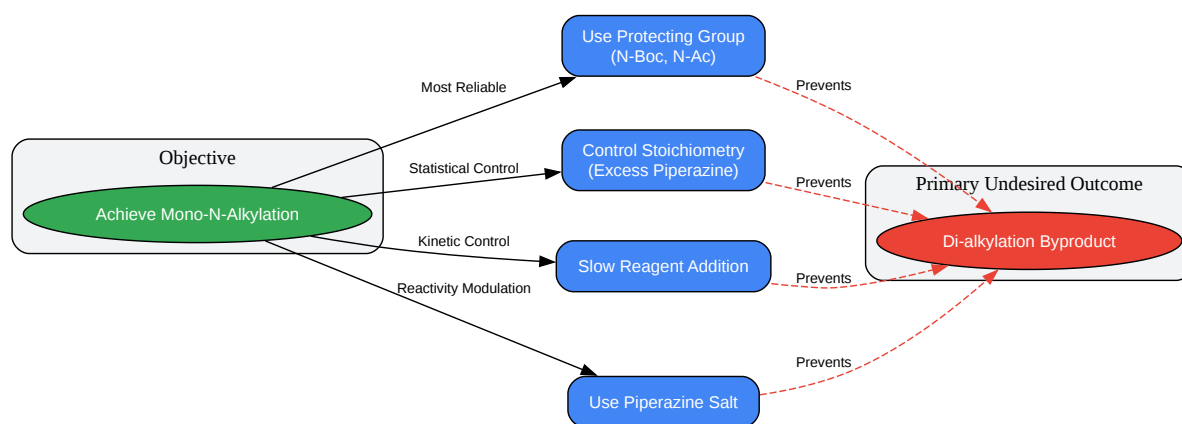 Use Protecting Group
(N-Boc, N-Ac)
Most Reliable
Prevents
Objective
Achieve Mono-N-Alkylation
Statistical Control
Control Stoichiometry
(Excess Piperazine)
Prevents
Primary Undesired Outcome
Di-alkylation Byproduct
Kinetic Control
Slow Reagent Addition
Prevents
Reactivity Modulation
Use Piperazine Salt
Prevents